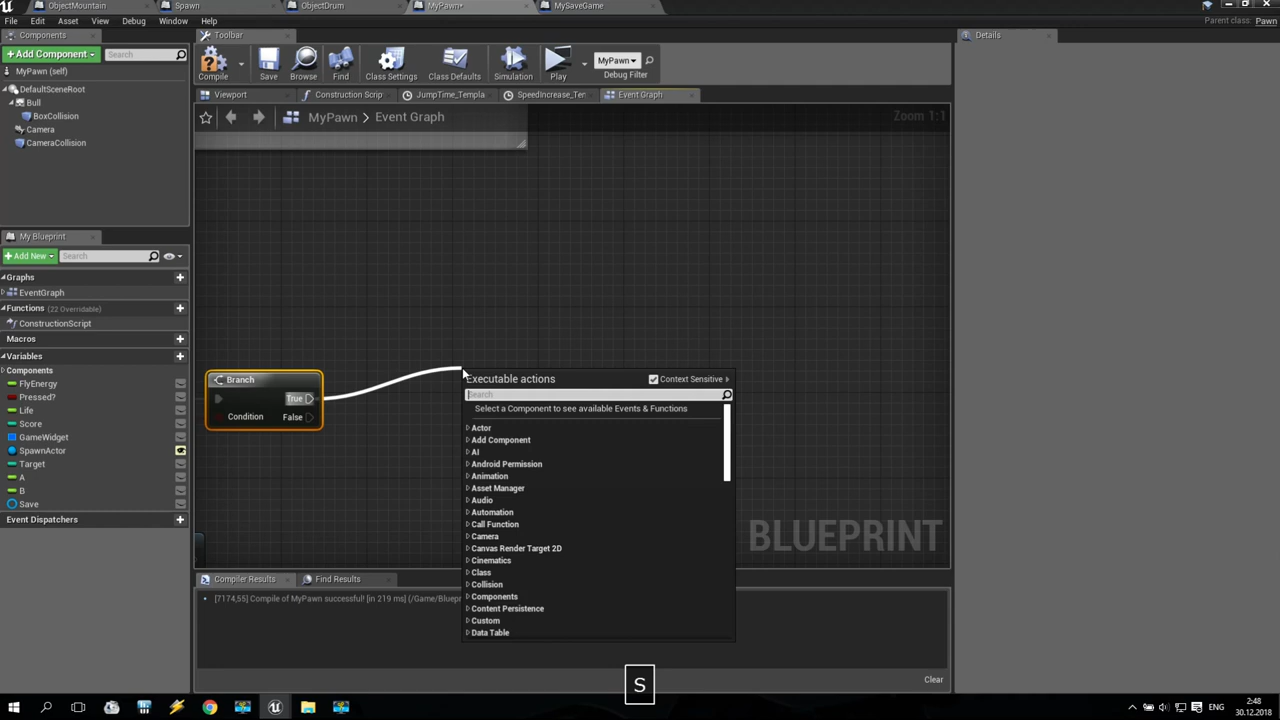 ObjectMountain
Spawn
ObjectDrum
MyPawn*
MySaveGame
File
Edit
Asset
View
Debug
Window
Help
Parent class: Pawn
Components
Toolbar
Details
+Add Component
Search
MyPawn (self)
DefaultSceneRoot
Bull
BoxCollision
Camera
CameraCollision
Compile
Save
Browse
Find
Class Settings
Class Defaults
Simulation
Play
MyPawn
Debug Filter
Viewport
Construction Scrip
JumpTime_Templa
SpeedIncrease_Ten
Event Graph
MyPawn > Event Graph
Zoom 1:1
My Blueprint
+Add New
Search
Graphs
EventGraph
Functions (22 Overridable)
ConstructionScript
Macros
Variables
Components
FlyEnergy
Pressed?
Life
Score
GameWidget
SpawnActor
Target
A
B
Save
Event Dispatchers
Branch
True
Condition
False
Executable actions
Context Sensitive
Search
Select a Component to see available Events & Functions
Actor
Add Component
AI
Android Permission
Animation
Asset Manager
Audio
Automation
Call Function
Camera
Canvas Render Target 2D
Cinematics
Class
Collision
Components
Content Persistence
Custom
Data Table
BLUEPRINT
Compiler Results
Find Results
[7174,55] Compile of MyPawn successful! [in 219 ms] (/Game/Bluep
Clear
S
ENG
2:48
30.12.2018